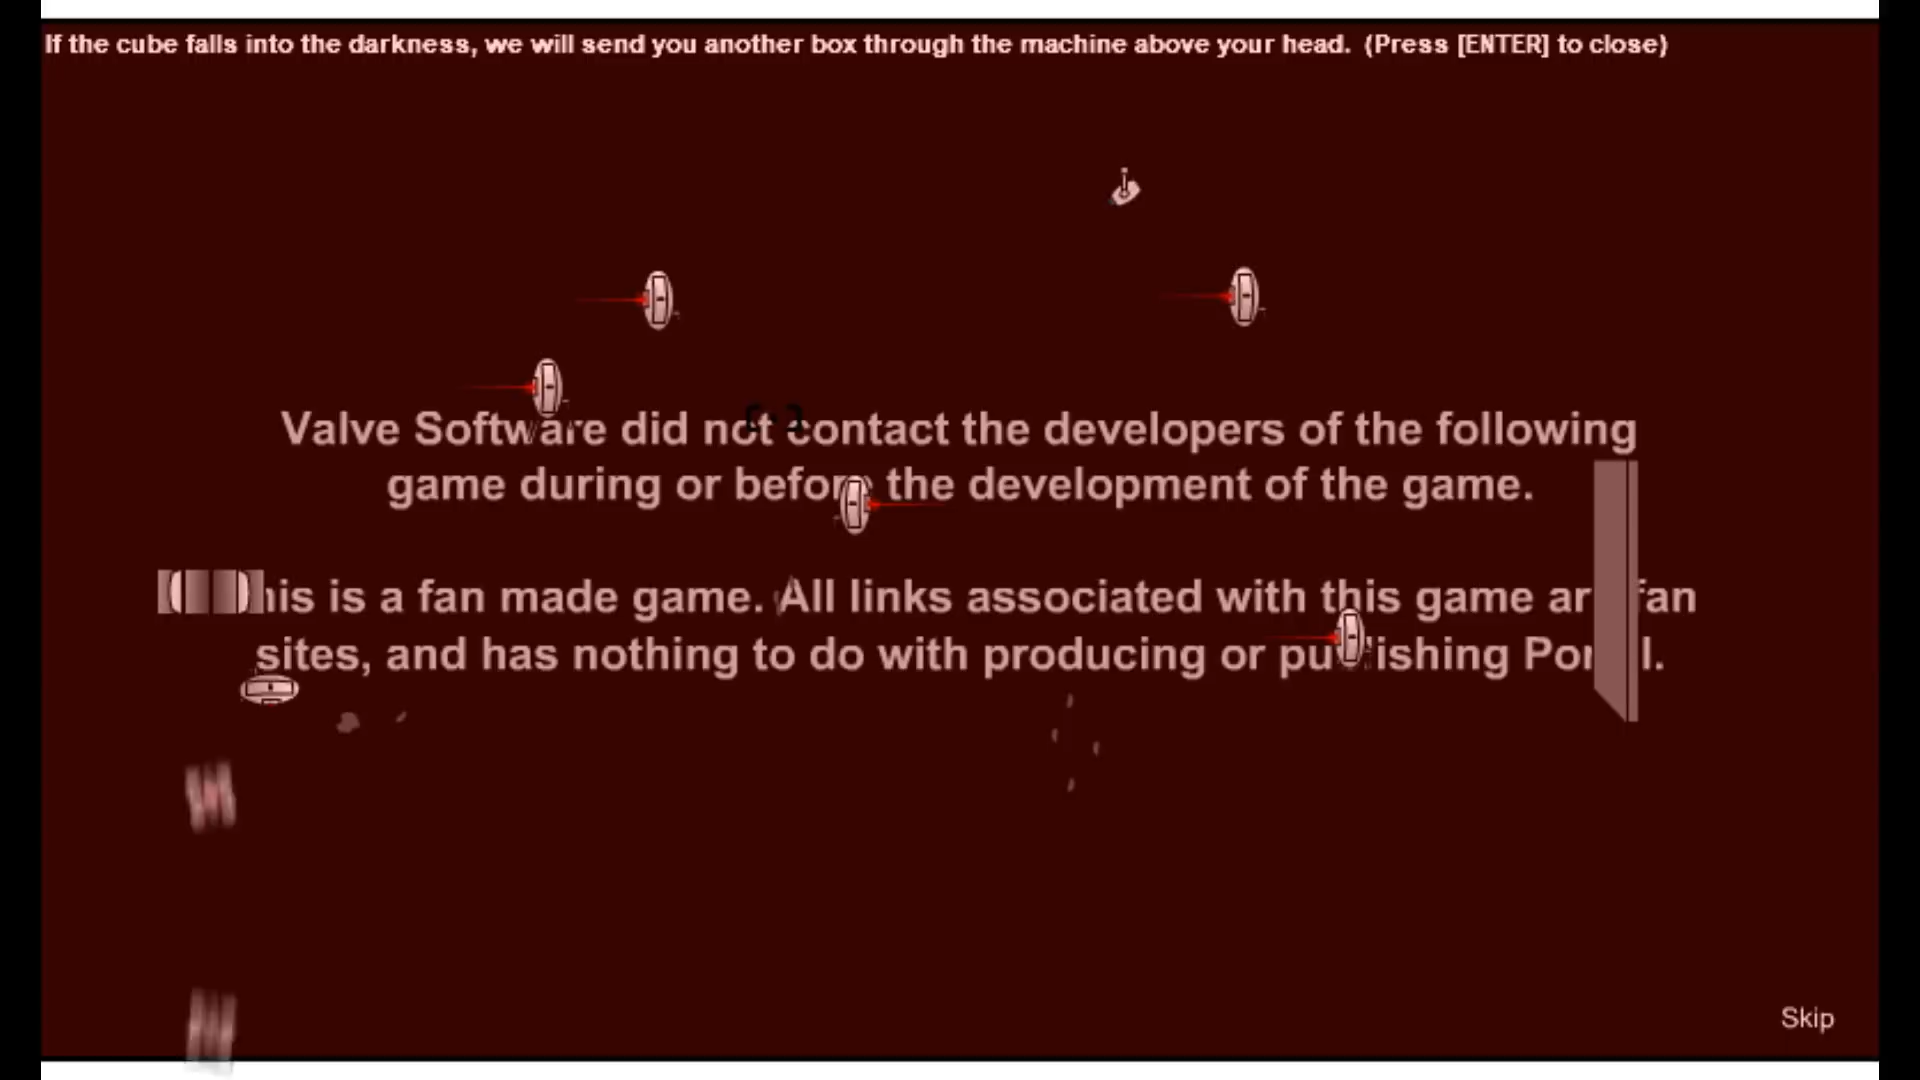 If the cube falls into the darkness, we will send you another box through the machine above your head. (Press [ENTER] to close)
Valve Software did not contact the developers of the following
game during or before the development of the game.
his is a fan made game. All links associated with this game ar fan
sites, and has nothing to do with producing or publishing Portal.
Skip